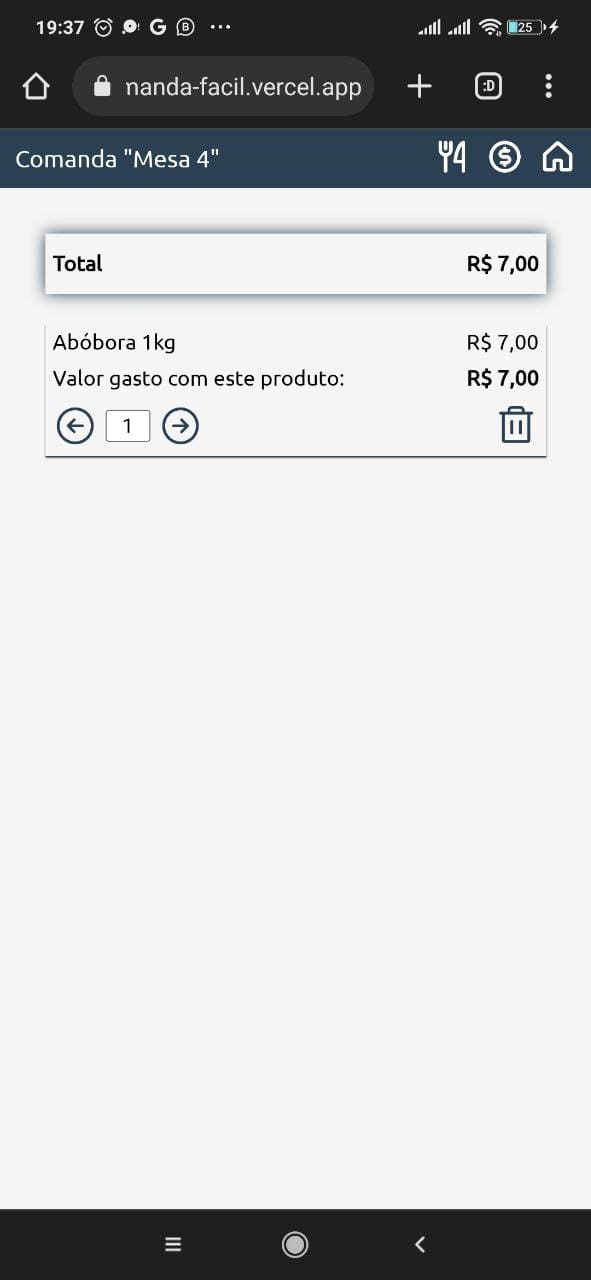 19:37
25
nanda-facil.vercel.app
:D
Comanda "Mesa 4"
Total R$ 7,00
Abóbora 1kg R$ 7,00
Valor gasto com este produto: R$ 7,00
1